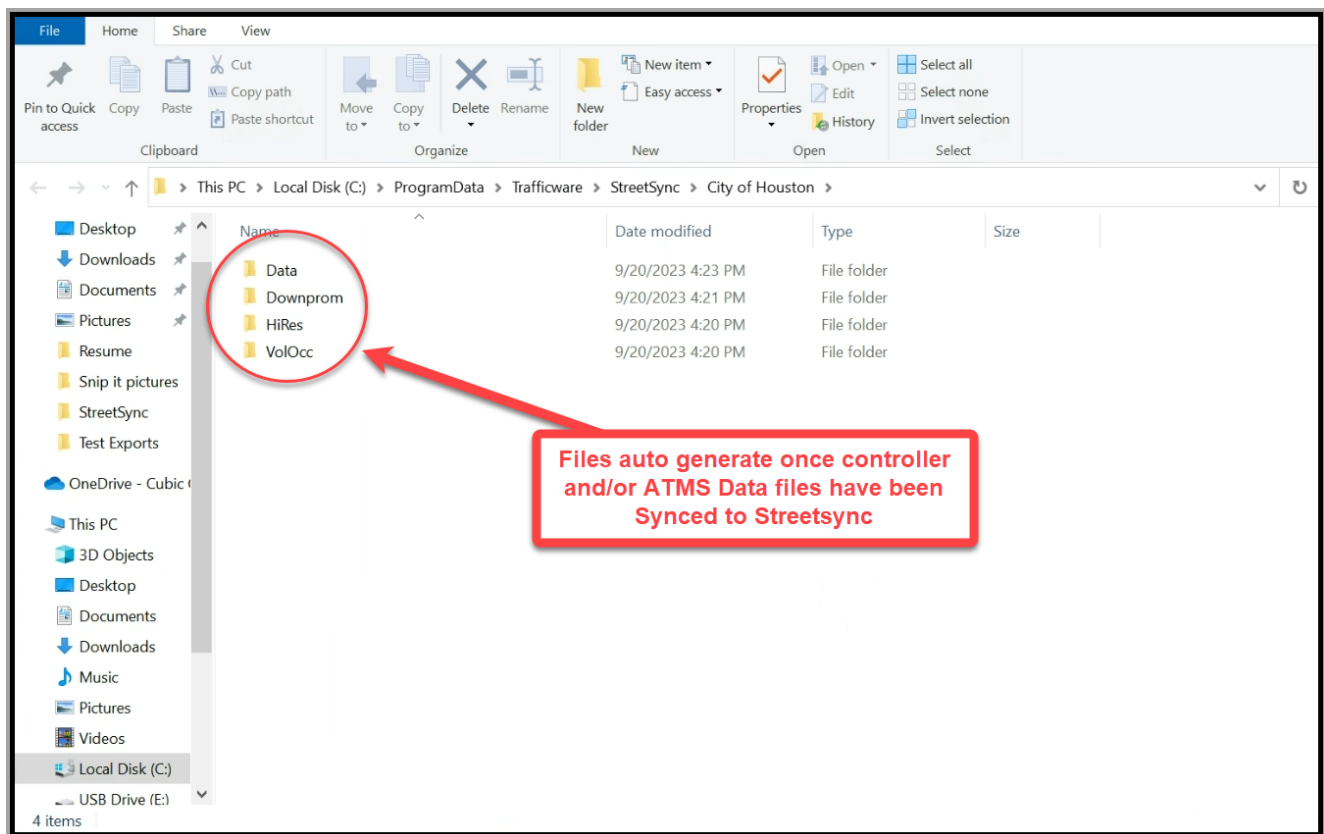 File Home Share View
Pin to Quick access
Copy
Paste
Cut
Copy path
Paste shortcut
Clipboard
Move to
Copy to
Delete
Rename
Organize
New folder
New item
Easy access
New
Properties
Open
Edit
History
Open
Select all
Select none
Invert selection
Select
This PC > Local Disk (C:) > ProgramData > Trafficware > StreetSync > City of Houston >
Desktop
Downloads
Documents
Pictures
Resume
Snip it pictures
StreetSync
Test Exports
OneDrive - Cubic
This PC
3D Objects
Desktop
Documents
Downloads
Music
Pictures
Videos
Local Disk (C:)
USB Drive (E:)
Name Date modified Type Size
Data 9/20/2023 4:23 PM File folder
Downprom 9/20/2023 4:21 PM File folder
HiRes 9/20/2023 4:20 PM File folder
VolOcc 9/20/2023 4:20 PM File folder
Files auto generate once controller
and/or ATMS Data files have been
Synced to Streetsync
4 items